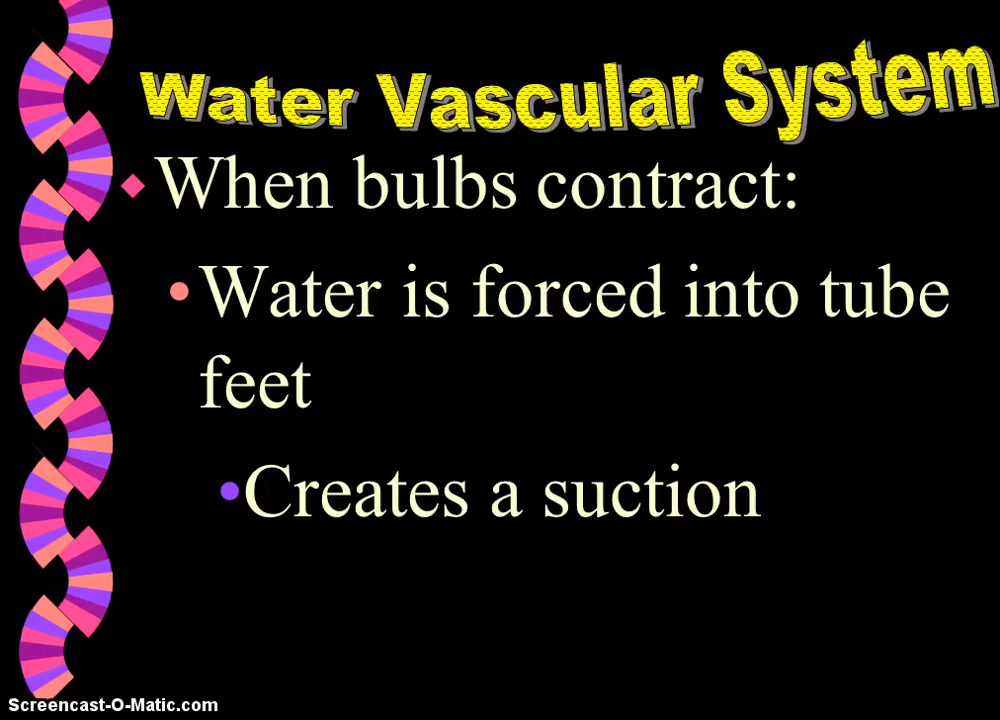 Water Vascular System
When bulbs contract:
Water is forced into tube
feet
Creates a suction
Screencast-O-Matic.com